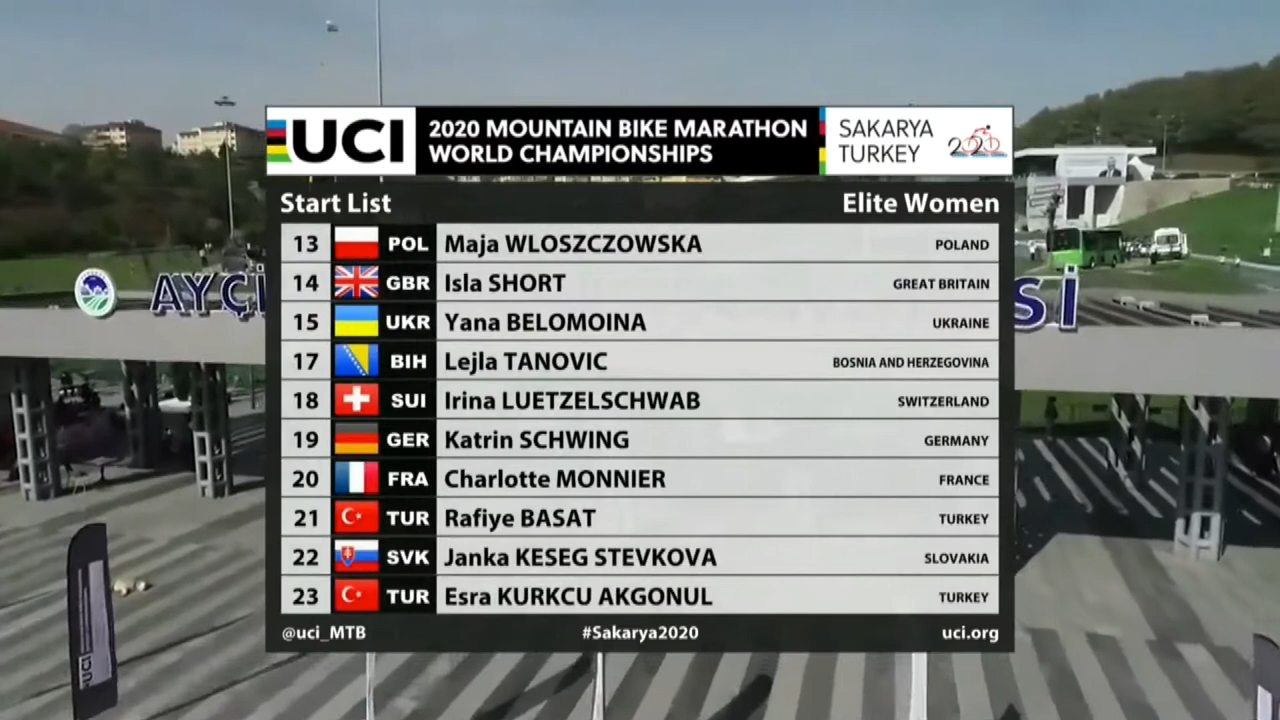 UCI
2020 MOUNTAIN BIKE MARATHON
WORLD CHAMPIONSHIPS
SAKARYA
TURKEY
2020
Start List Elite Women
13 POL Maja WLOSZCZOWSKA POLAND
14 GBR Isla SHORT GREAT BRITAIN
15 UKR Yana BELOMOINA UKRAINE
17 BIH Lejla TANOVIC BOSNIA AND HERZEGOVINA
18 SUI Irina LUETZELSCHWAB SWITZERLAND
19 GER Katrin SCHWING GERMANY
20 FRA Charlotte MONNIER FRANCE
21 TUR Rafiye BASAT TURKEY
22 SVK Janka KESEG STEVKOVA SLOVAKIA
23 TUR Esra KURKCU AKGONUL TURKEY
@uci_MTB #Sakarya2020 uci.org
AYÇİ
Sİ
UCI